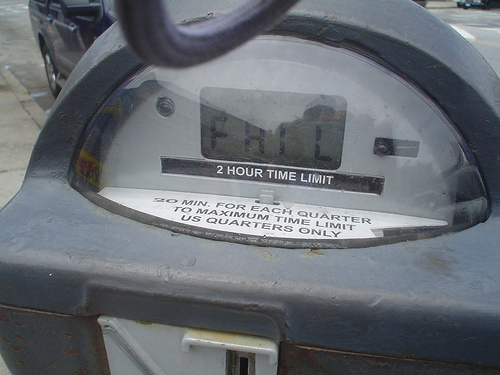 FAIL
2 HOUR TIME LIMIT
20 MIN. FOR EACH QUARTER
TO MAXIMUM TIME LIMIT
US QUARTERS ONLY